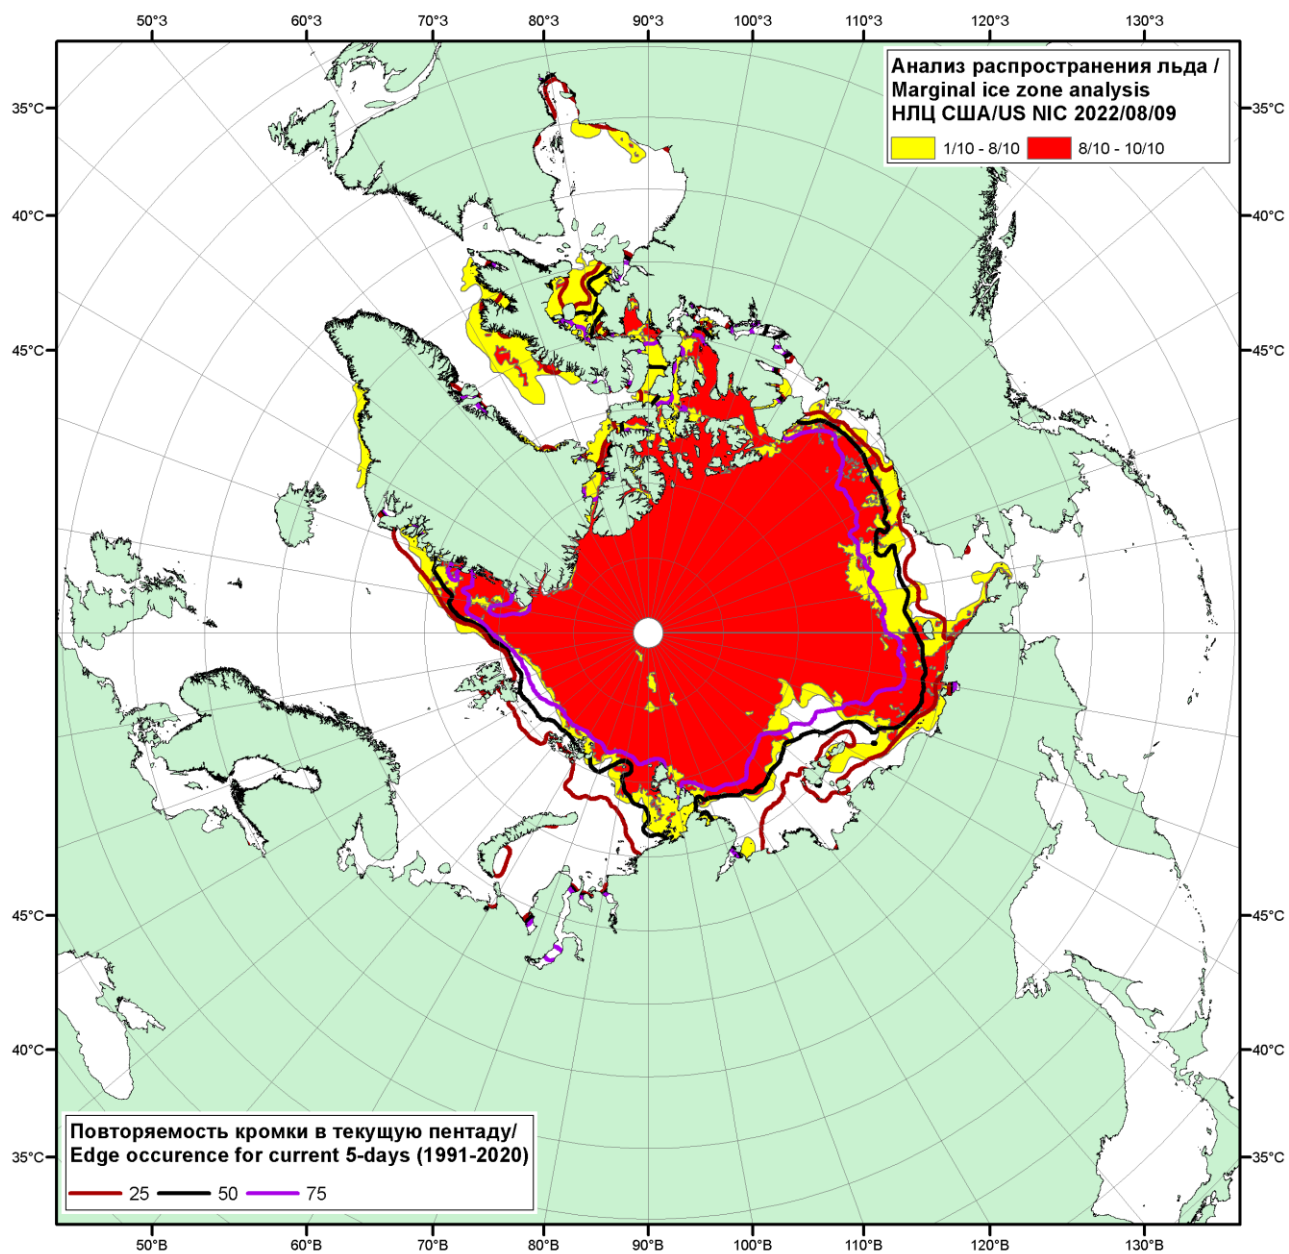 50°З 60°З 70°З 80°З 90°З 100°З 110°З 120°З 130°З
Анализ распространения льда /
Marginal ice zone analysis
НЛЦ США/US NIC 2022/08/09
1/10 - 8/10 8/10 - 10/10
35°С 35°С
40°С 40°С
45°С 45°С
45°С 45°С
40°С 40°С
Повторяемость кромки в текущую пентаду/
Edge occurence for current 5-days (1991-2020)
35°С 35°С
25 50 75
50°В 60°В 70°В 80°В 90°В 100°В 110°В 120°В 130°В